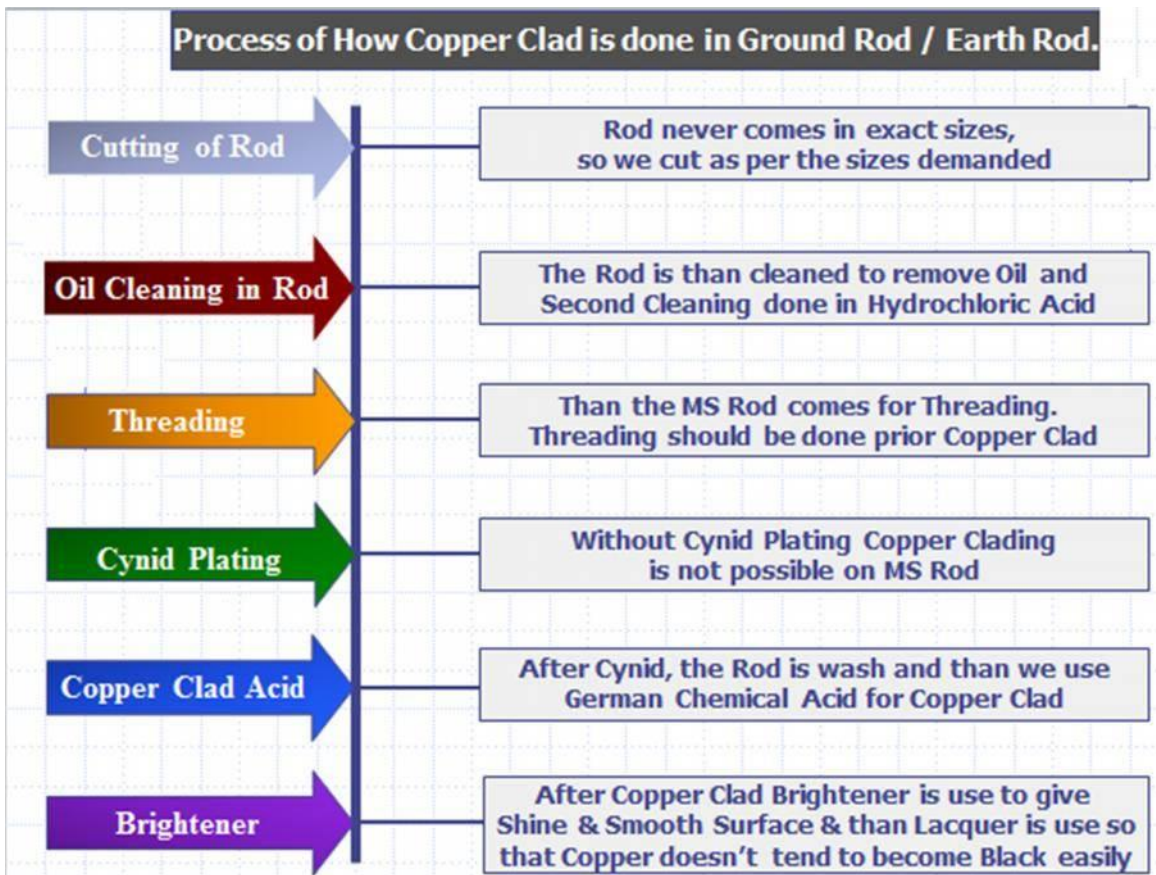 Process of How Copper Clad is done in Ground Rod / Earth Rod.
Cutting of Rod
Rod never comes in exact sizes,
so we cut as per the sizes demanded
Oil Cleaning in Rod
The Rod is than cleaned to remove Oil and
Second Cleaning done in Hydrochloric Acid
Threading
Than the MS Rod comes for Threading.
Threading should be done prior Copper Clad
Cynid Plating
Without Cynid Plating Copper Clading
is not possible on MS Rod
Copper Clad Acid
After Cynid, the Rod is wash and than we use
German Chemical Acid for Copper Clad
Brightener
After Copper Clad Brightener is use to give
Shine & Smooth Surface & than Lacquer is use so
that Copper doesn't tend to become Black easily